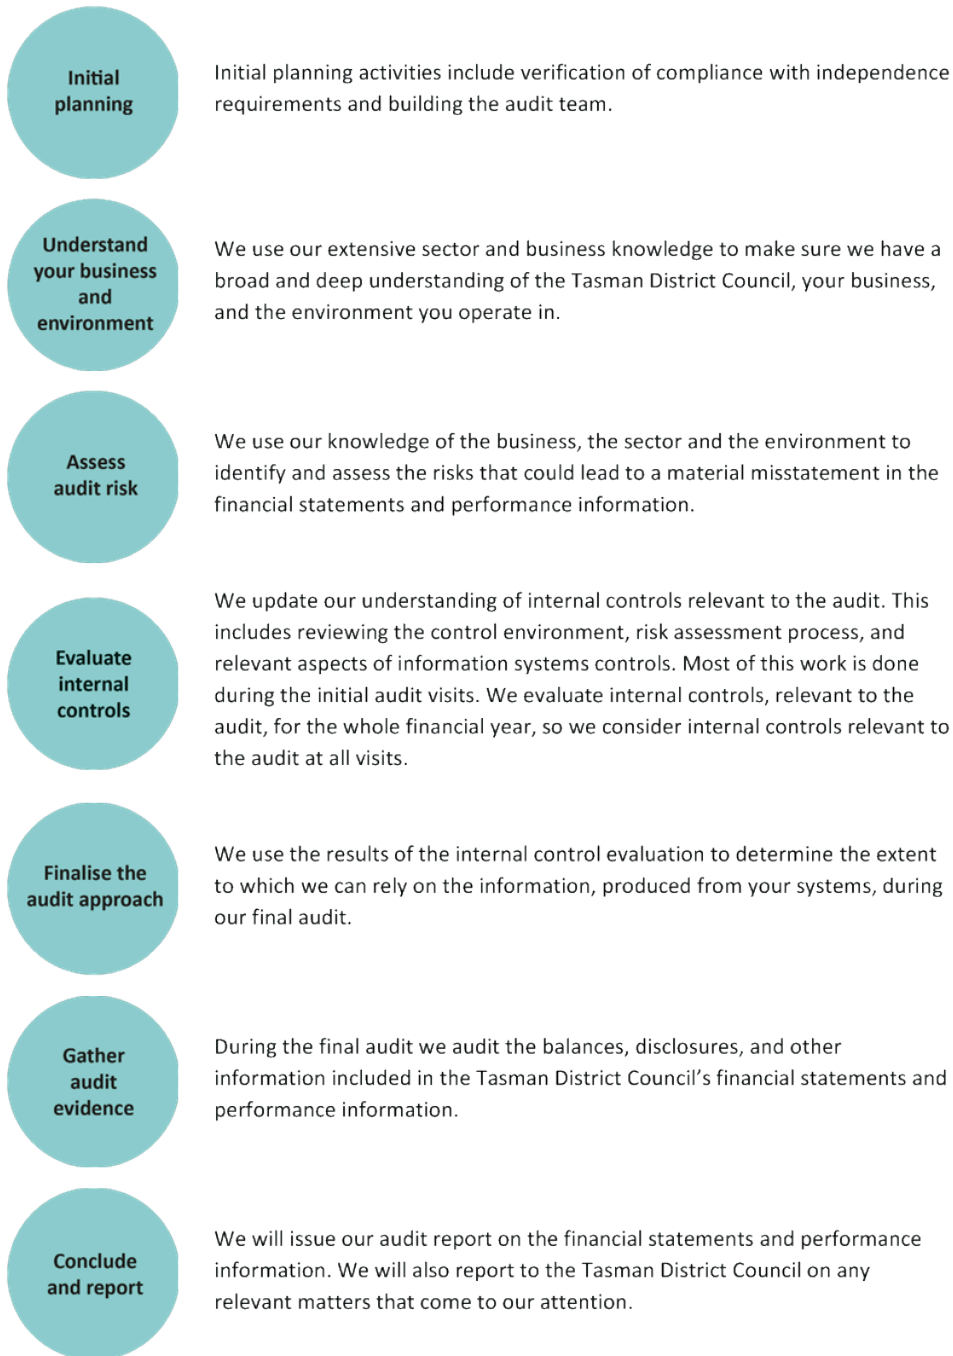 Initial
planning
Initial planning activities include verification of compliance with independence
requirements and building the audit team.
Understand
your business
and
environment
We use our extensive sector and business knowledge to make sure we have a
broad and deep understanding of the Tasman District Council, your business,
and the environment you operate in.
Assess
audit risk
We use our knowledge of the business, the sector and the environment to
identify and assess the risks that could lead to a material misstatement in the
financial statements and performance information.
Evaluate
internal
controls
We update our understanding of internal controls relevant to the audit. This
includes reviewing the control environment, risk assessment process, and
relevant aspects of information systems controls. Most of this work is done
during the initial audit visits. We evaluate internal controls, relevant to the
audit, for the whole financial year, so we consider internal controls relevant to
the audit at all visits.
Finalise the
audit approach
We use the results of the internal control evaluation to determine the extent
to which we can rely on the information, produced from your systems, during
our final audit.
Gather
audit
evidence
During the final audit we audit the balances, disclosures, and other
information included in the Tasman District Council’s financial statements and
performance information.
Conclude
and report
We will issue our audit report on the financial statements and performance
information. We will also report to the Tasman District Council on any
relevant matters that come to our attention.